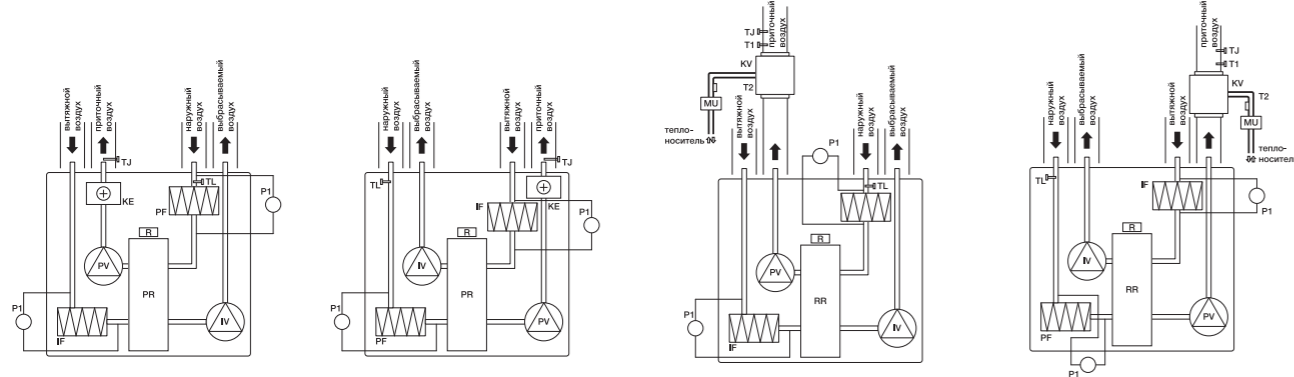 вытяжной
воздух
приточный
воздух
наружный
воздух
выбрасываемый
воздух
TJ
TL
KE
PF
P1
R
PV
PR
P1
IV
IF
наружный
воздух
выбрасываемый
воздух
вытяжной
воздух
приточный
воздух
TJ
TL
KE
IF
P1
R
IV
PR
P1
PV
PF
приточный
воздух
TJ
T1
KV
T2
MU
тепло-
носитель
вытяжной
воздух
наружный
воздух
выбрасываемый
воздух
P1
TL
R
PV
RR
P1
IV
IF
приточный
воздух
TJ
T1
KV
T2
MU
тепло-
носител
наружный
воздух
выбрасываемый
воздух
вытяжной
воздух
TL
IF
P1
R
IV
RR
PV
PF
P1